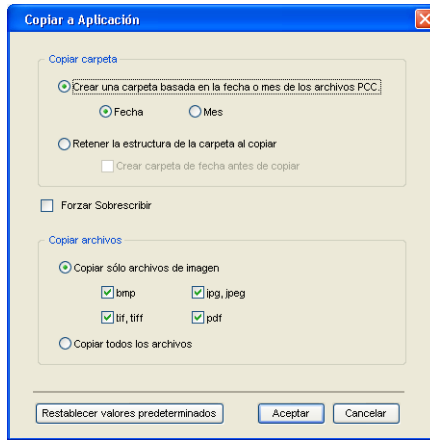 Copiar a Aplicación
Copiar carpeta
Crear una carpeta basada en la fecha o mes de los archivos PCC.
Fecha Mes
Retener la estructura de la carpeta al copiar
Crear carpeta de fecha antes de copiar
Forzar Sobrescribir
Copiar archivos
Copiar sólo archivos de imagen
bmp jpg, jpeg
tif, tiff pdf
Copiar todos los archivos
Restablecer valores predeterminados Aceptar Cancelar